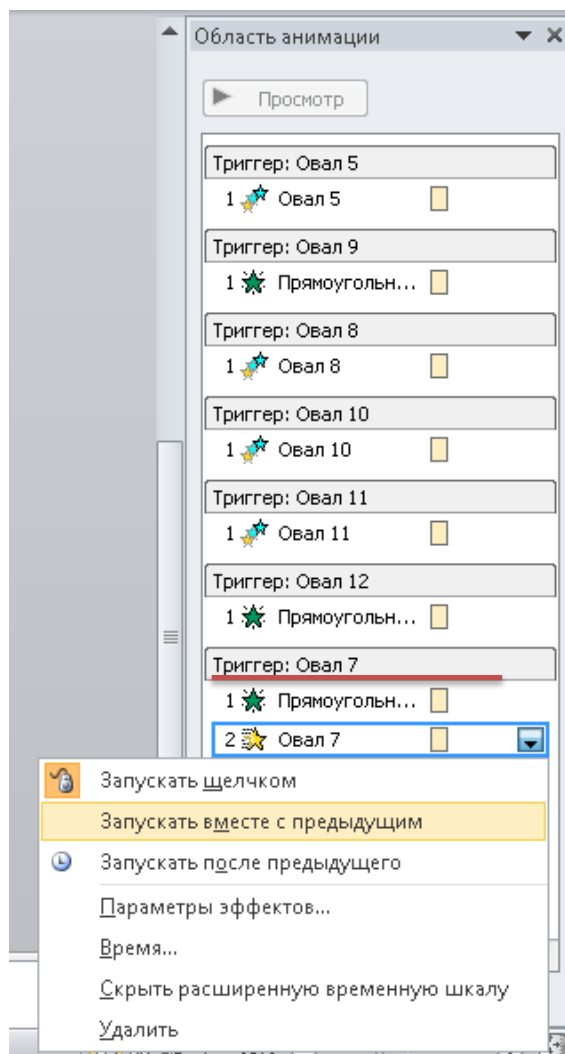 Область анимации
Просмотр
Триггер: Овал 5
1 Овал 5
Триггер: Овал 9
1 Прямоугольн...
Триггер: Овал 8
1 Овал 8
Триггер: Овал 10
1 Овал 10
Триггер: Овал 11
1 Овал 11
Триггер: Овал 12
1 Прямоугольн...
Триггер: Овал 7
1 Прямоугольн...
2 Овал 7
Запускать щелчком
Запускать вместе с предыдущим
Запускать после предыдущего
Параметры эффектов...
Время...
Скрыть расширенную временную шкалу
Удалить